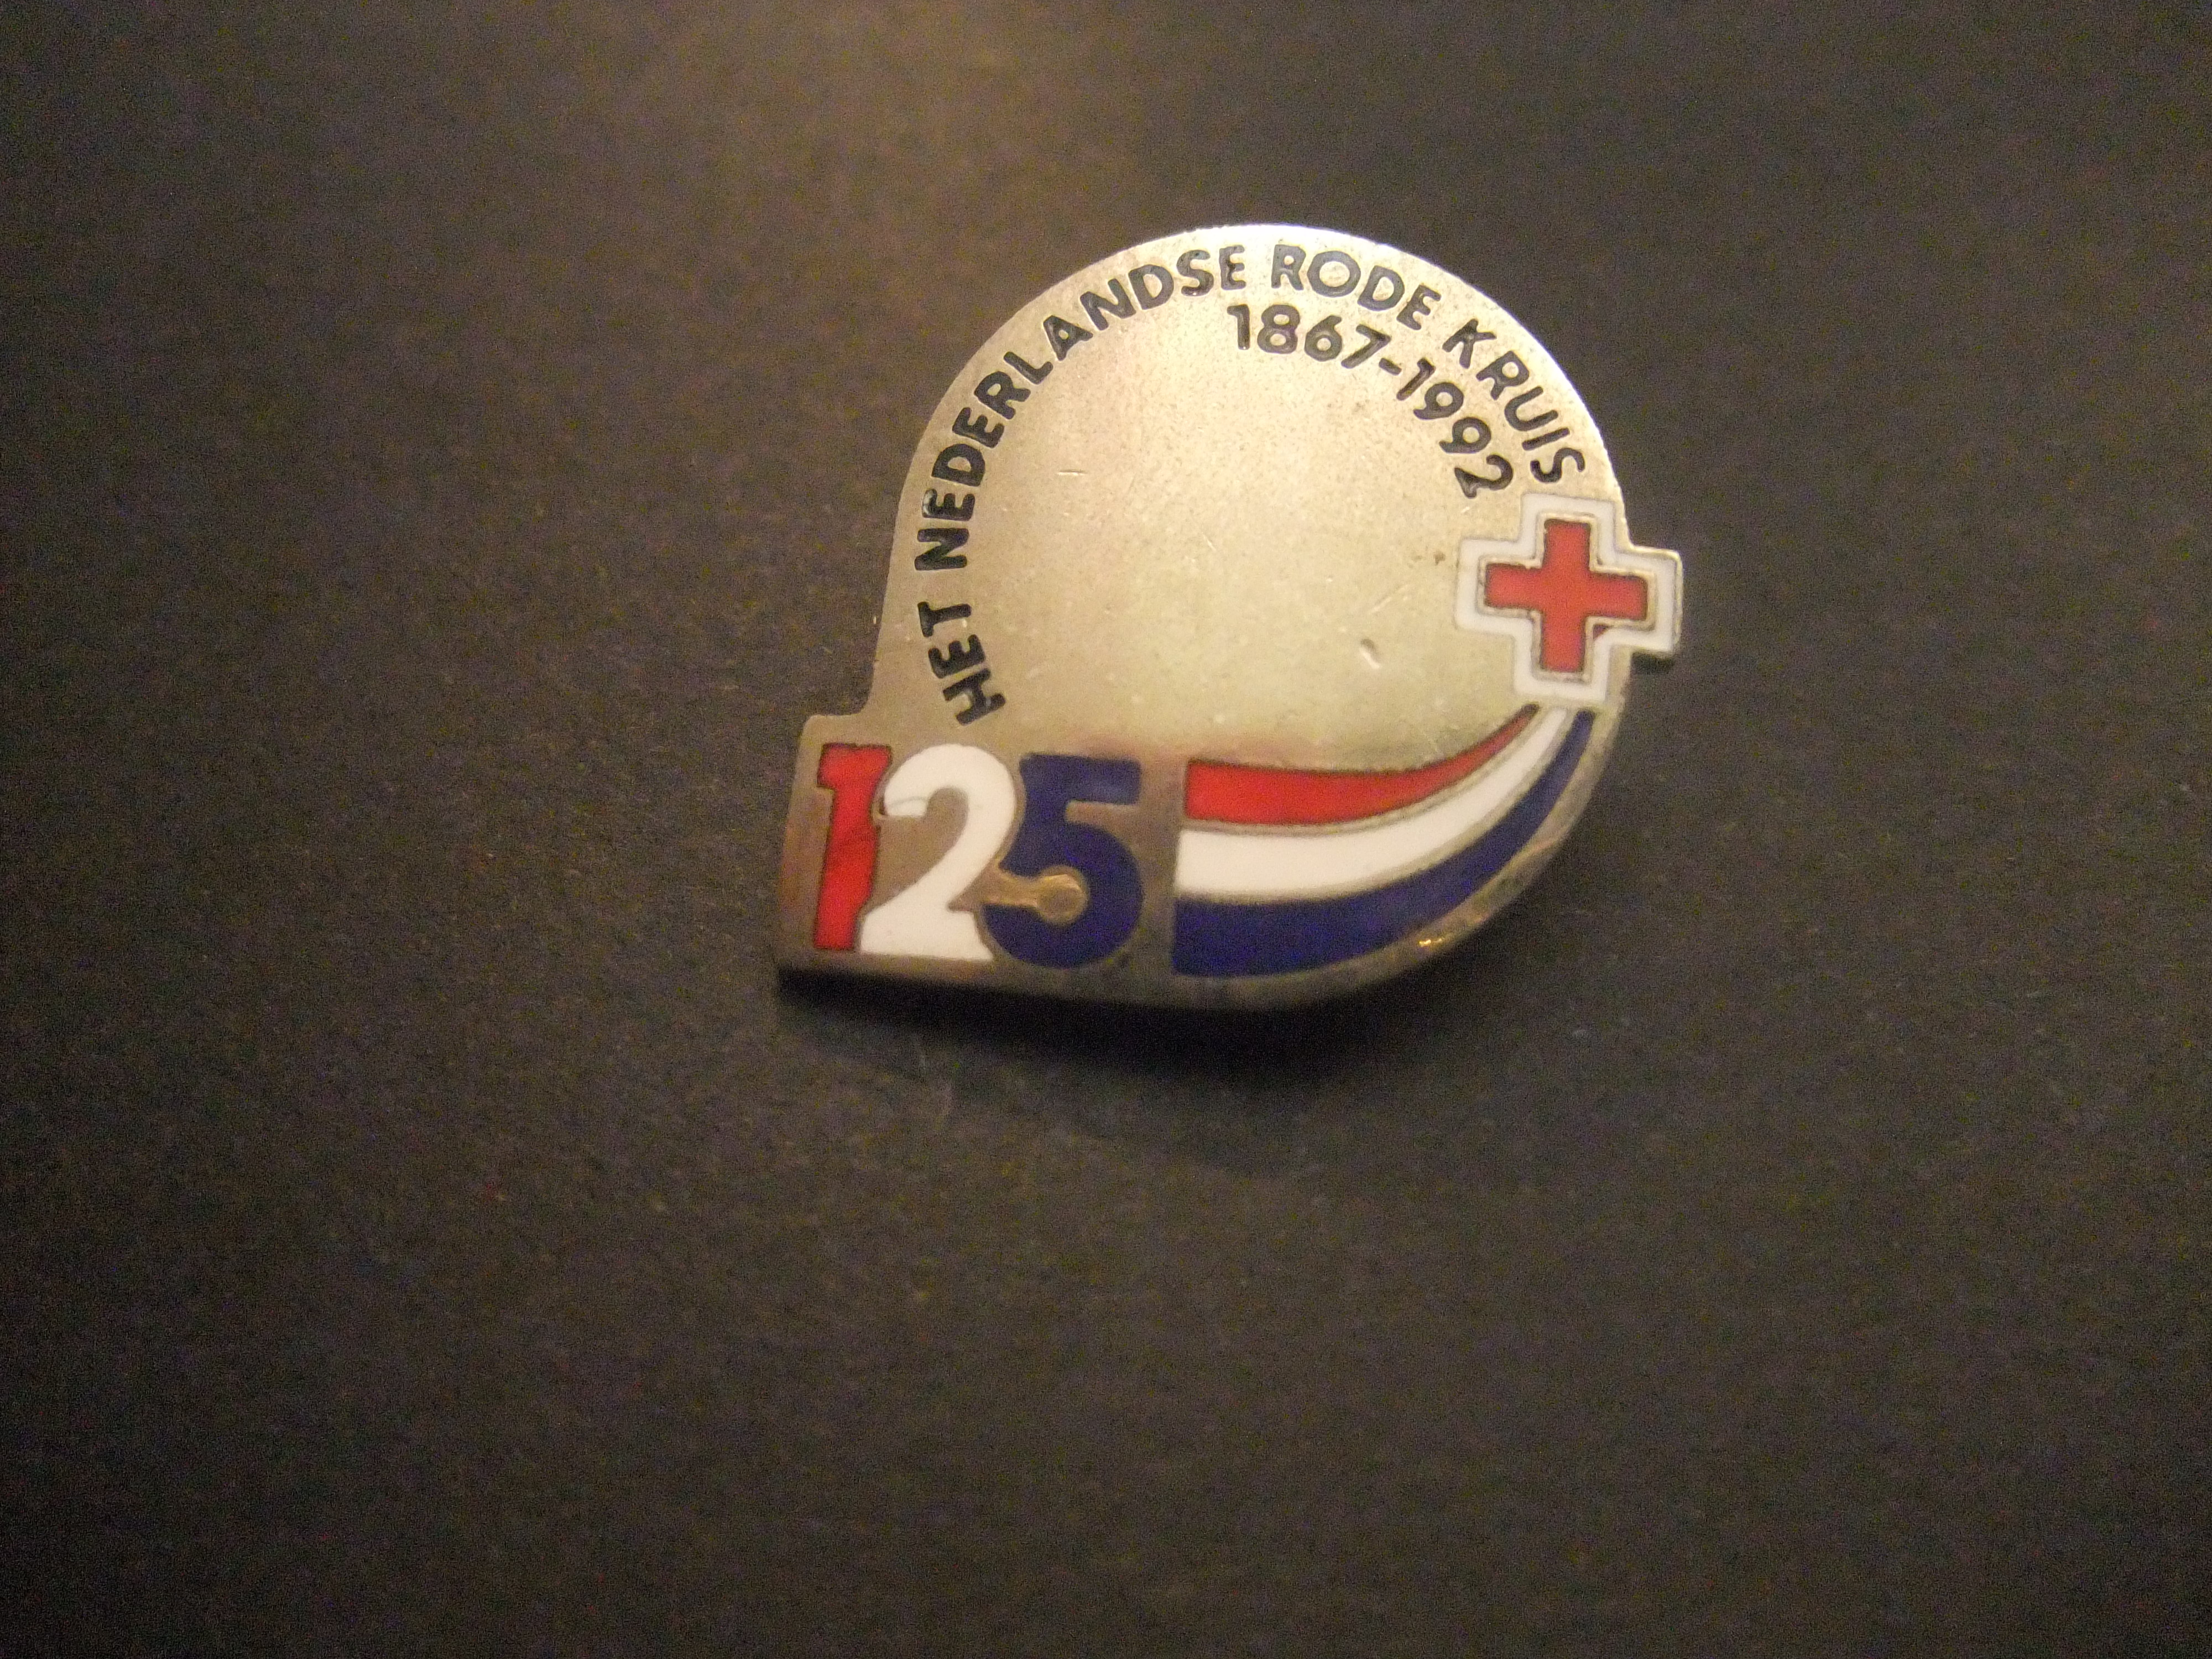 HET NEDERLANDSE RODE KRUIS
1867-1992
125